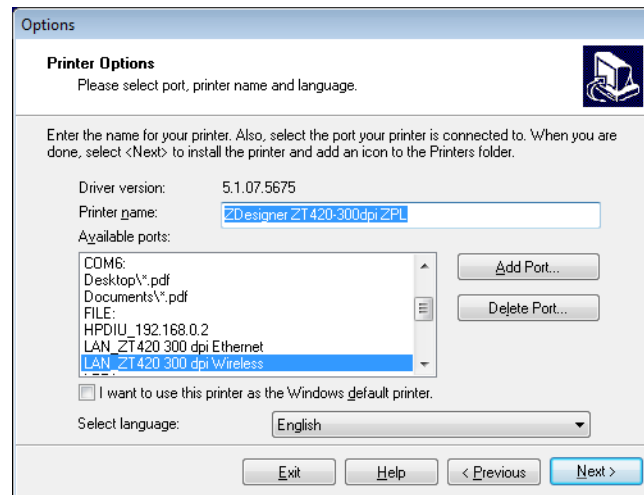 Options
Printer Options
Please select port, printer name and language.
Enter the name for your printer. Also, select the port your printer is connected to. When you are
done, select <Next> to install the printer and add an icon to the Printers folder.
Driver version: 5.1.07.5675
Printer name: ZDesigner ZT420-300dpi ZPL
Available ports:
COM6:
Desktop\*.pdf
Documents\*.pdf
FILE:
HPDIU_192.168.0.2
LAN_ZT420 300 dpi Ethernet
LAN_ZT420 300 dpi Wireless
Add Port...
Delete Port...
I want to use this printer as the Windows default printer.
Select language: English
Exit Help < Previous Next >